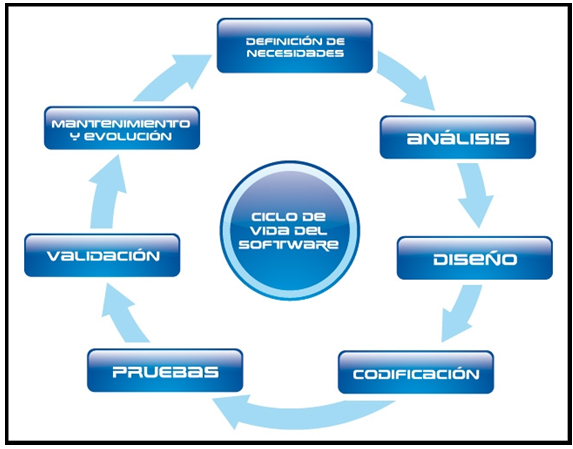 DEFINICIÓN DE
NECESIDADES
ANÁLISIS
DISEÑO
CODIFICACIÓN
PRUEBAS
VALIDACIÓN
MANTENIMIENTO
Y EVOLUCIÓN
CICLO DE
VIDA DEL
SOFTWARE